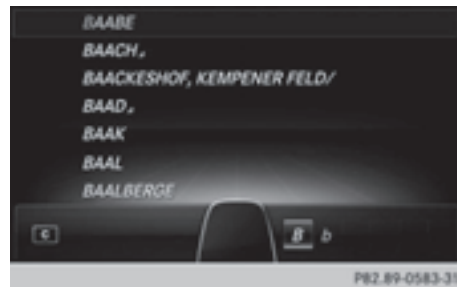 BAABE
BAACH
BAACKESHOF, KEMPENER FELD/
BAAD
BAAK
BAAL
BAALBERGE
c B b
P82.89-0583-31